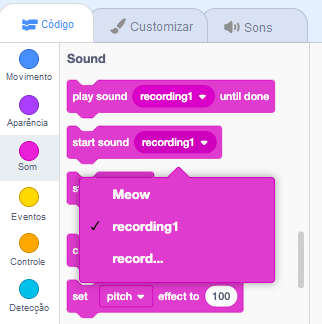 Código
Customizar
Sons
Movimento
Aparência
Som
Eventos
Controle
Detecção
Sound
play sound recording1 until done
start sound recording1
Meow
✓ recording1
record...
set pitch effect to 100